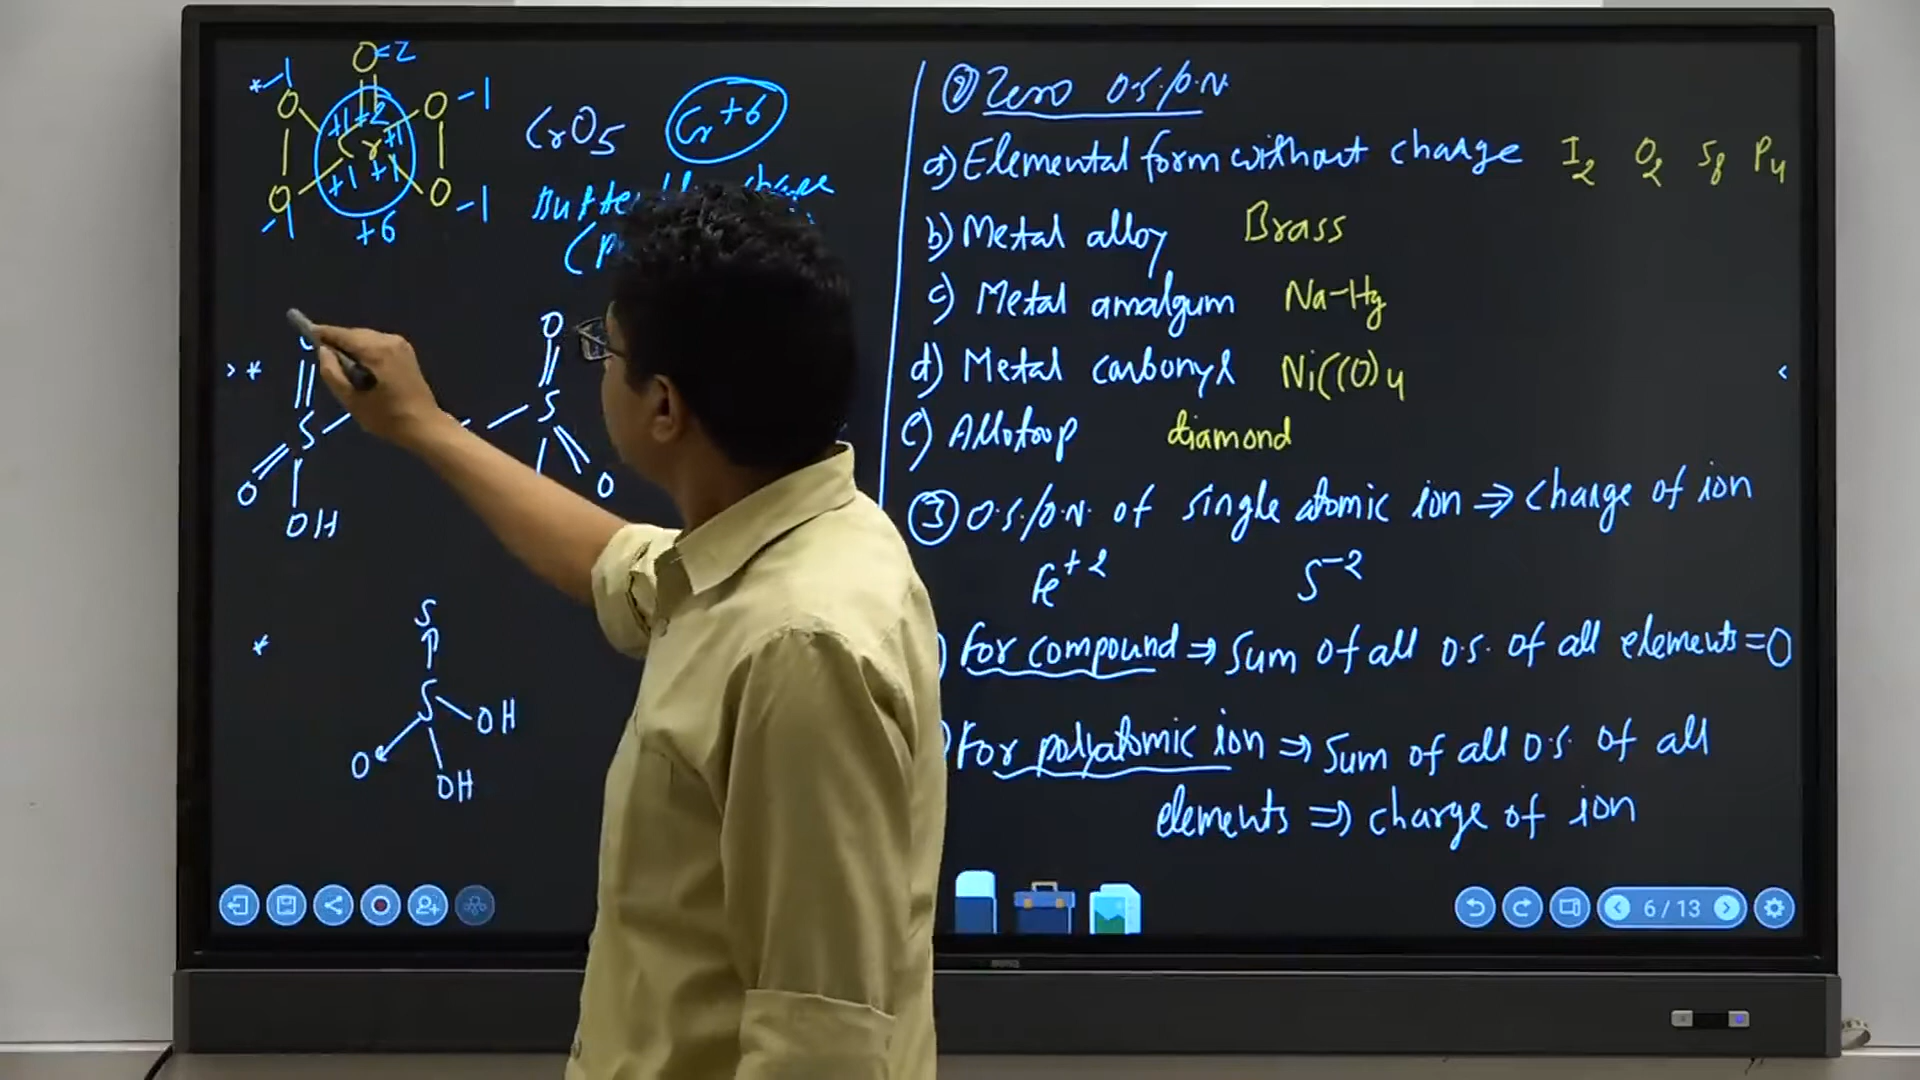 O -2
* -1
O O -1
+1 +2
Cr +1
+1 +1
O O -1
-1
+6
CrO5 Cr+6
* S O
O OH
O
S
O
*
S
S
OH
O
OH
② Zero O.S./O.N.
a) Elemental form without charge I2 O2 S8 P4
b) Metal alloy Brass
c) Metal amalgum Na-Hg
d) Metal carbonyl Ni(CO)4
e) Allotrop diamond
③ O.S./O.N. of single atomic ion ⇒ charge of ion
Fe+2 S-2
) For compound ⇒ Sum of all O.S. of all elements = 0
) For polyatomic ion ⇒ Sum of all O.S. of all
elements ⇒ charge of ion
6 / 13